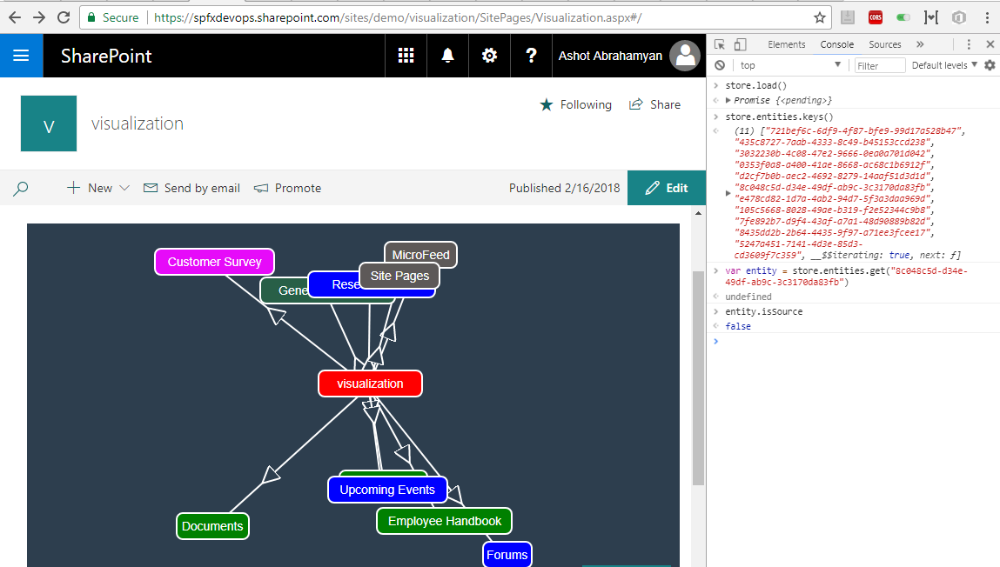 Secure https://spfxdevops.sharepoint.com/sites/demo/visualization/SitePages/Visualization.aspx#/
CORS
SharePoint
?
Ashot Abrahamyan
V
visualization
Following
Share
New
Send by email
Promote
Published 2/16/2018
Edit
Customer Survey
MicroFeed
Site Pages
Gene
Rese
visualization
Upcoming Events
Employee Handbook
Documents
Forums
Elements Console Sources »
top
Filter
Default levels
> store.load()
Promise {<pending>}
> store.entities.keys()
(11) ["721bef6c-6df9-4f87-bfe9-99d17a528b47",
"435c8727-7aab-4333-8c49-b45153ccd238",
"3032230b-4c08-47e2-9666-0ea0a701d042",
"0353f0a8-a400-41ae-8668-ac68c1b6912f",
"d2cf7b0b-aec2-4692-8279-14aaf51d3d1d",
"8c048c5d-d34e-49df-ab9c-3c3170da83fb",
"e478cd82-1d7a-4ab2-94d7-5f3a3daa969d",
"105c5668-8028-49ae-b319-f2e52344c9b8",
"7fe892b7-d9f4-43af-a7a1-48d90889b82d",
"8435dd2b-2b64-4435-9f97-a71ee3fcee17",
"5247a451-7141-4d3e-85d3-
cd3609f7c359", __$$iterating: true, next: ƒ]
> var entity = store.entities.get("8c048c5d-d34e-
49df-ab9c-3c3170da83fb")
undefined
> entity.isSource
false
>